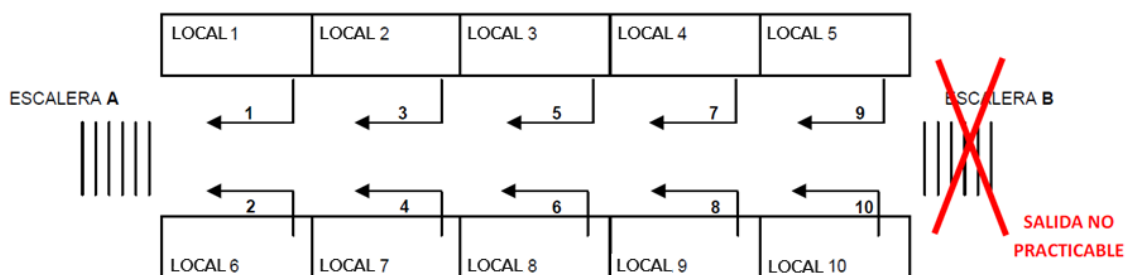 LOCAL 1 LOCAL 2 LOCAL 3 LOCAL 4 LOCAL 5
ESCALERA A
ESCALERA B
1 3 5 7 9
2 4 6 8 10
SALIDA NO
PRACTICABLE
LOCAL 6 LOCAL 7 LOCAL 8 LOCAL 9 LOCAL 10